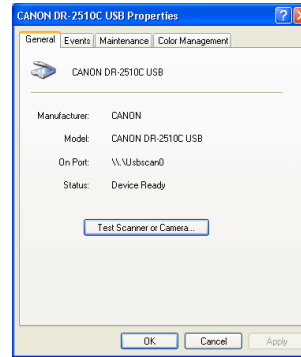 CANON DR-2510C USB Properties
General Events Maintenance Color Management
CANON DR-2510C USB
Manufacturer: CANON
Model: CANON DR-2510C USB
On Port: \\.\Usbscan0
Status: Device Ready
Test Scanner or Camera...
OK Cancel Apply